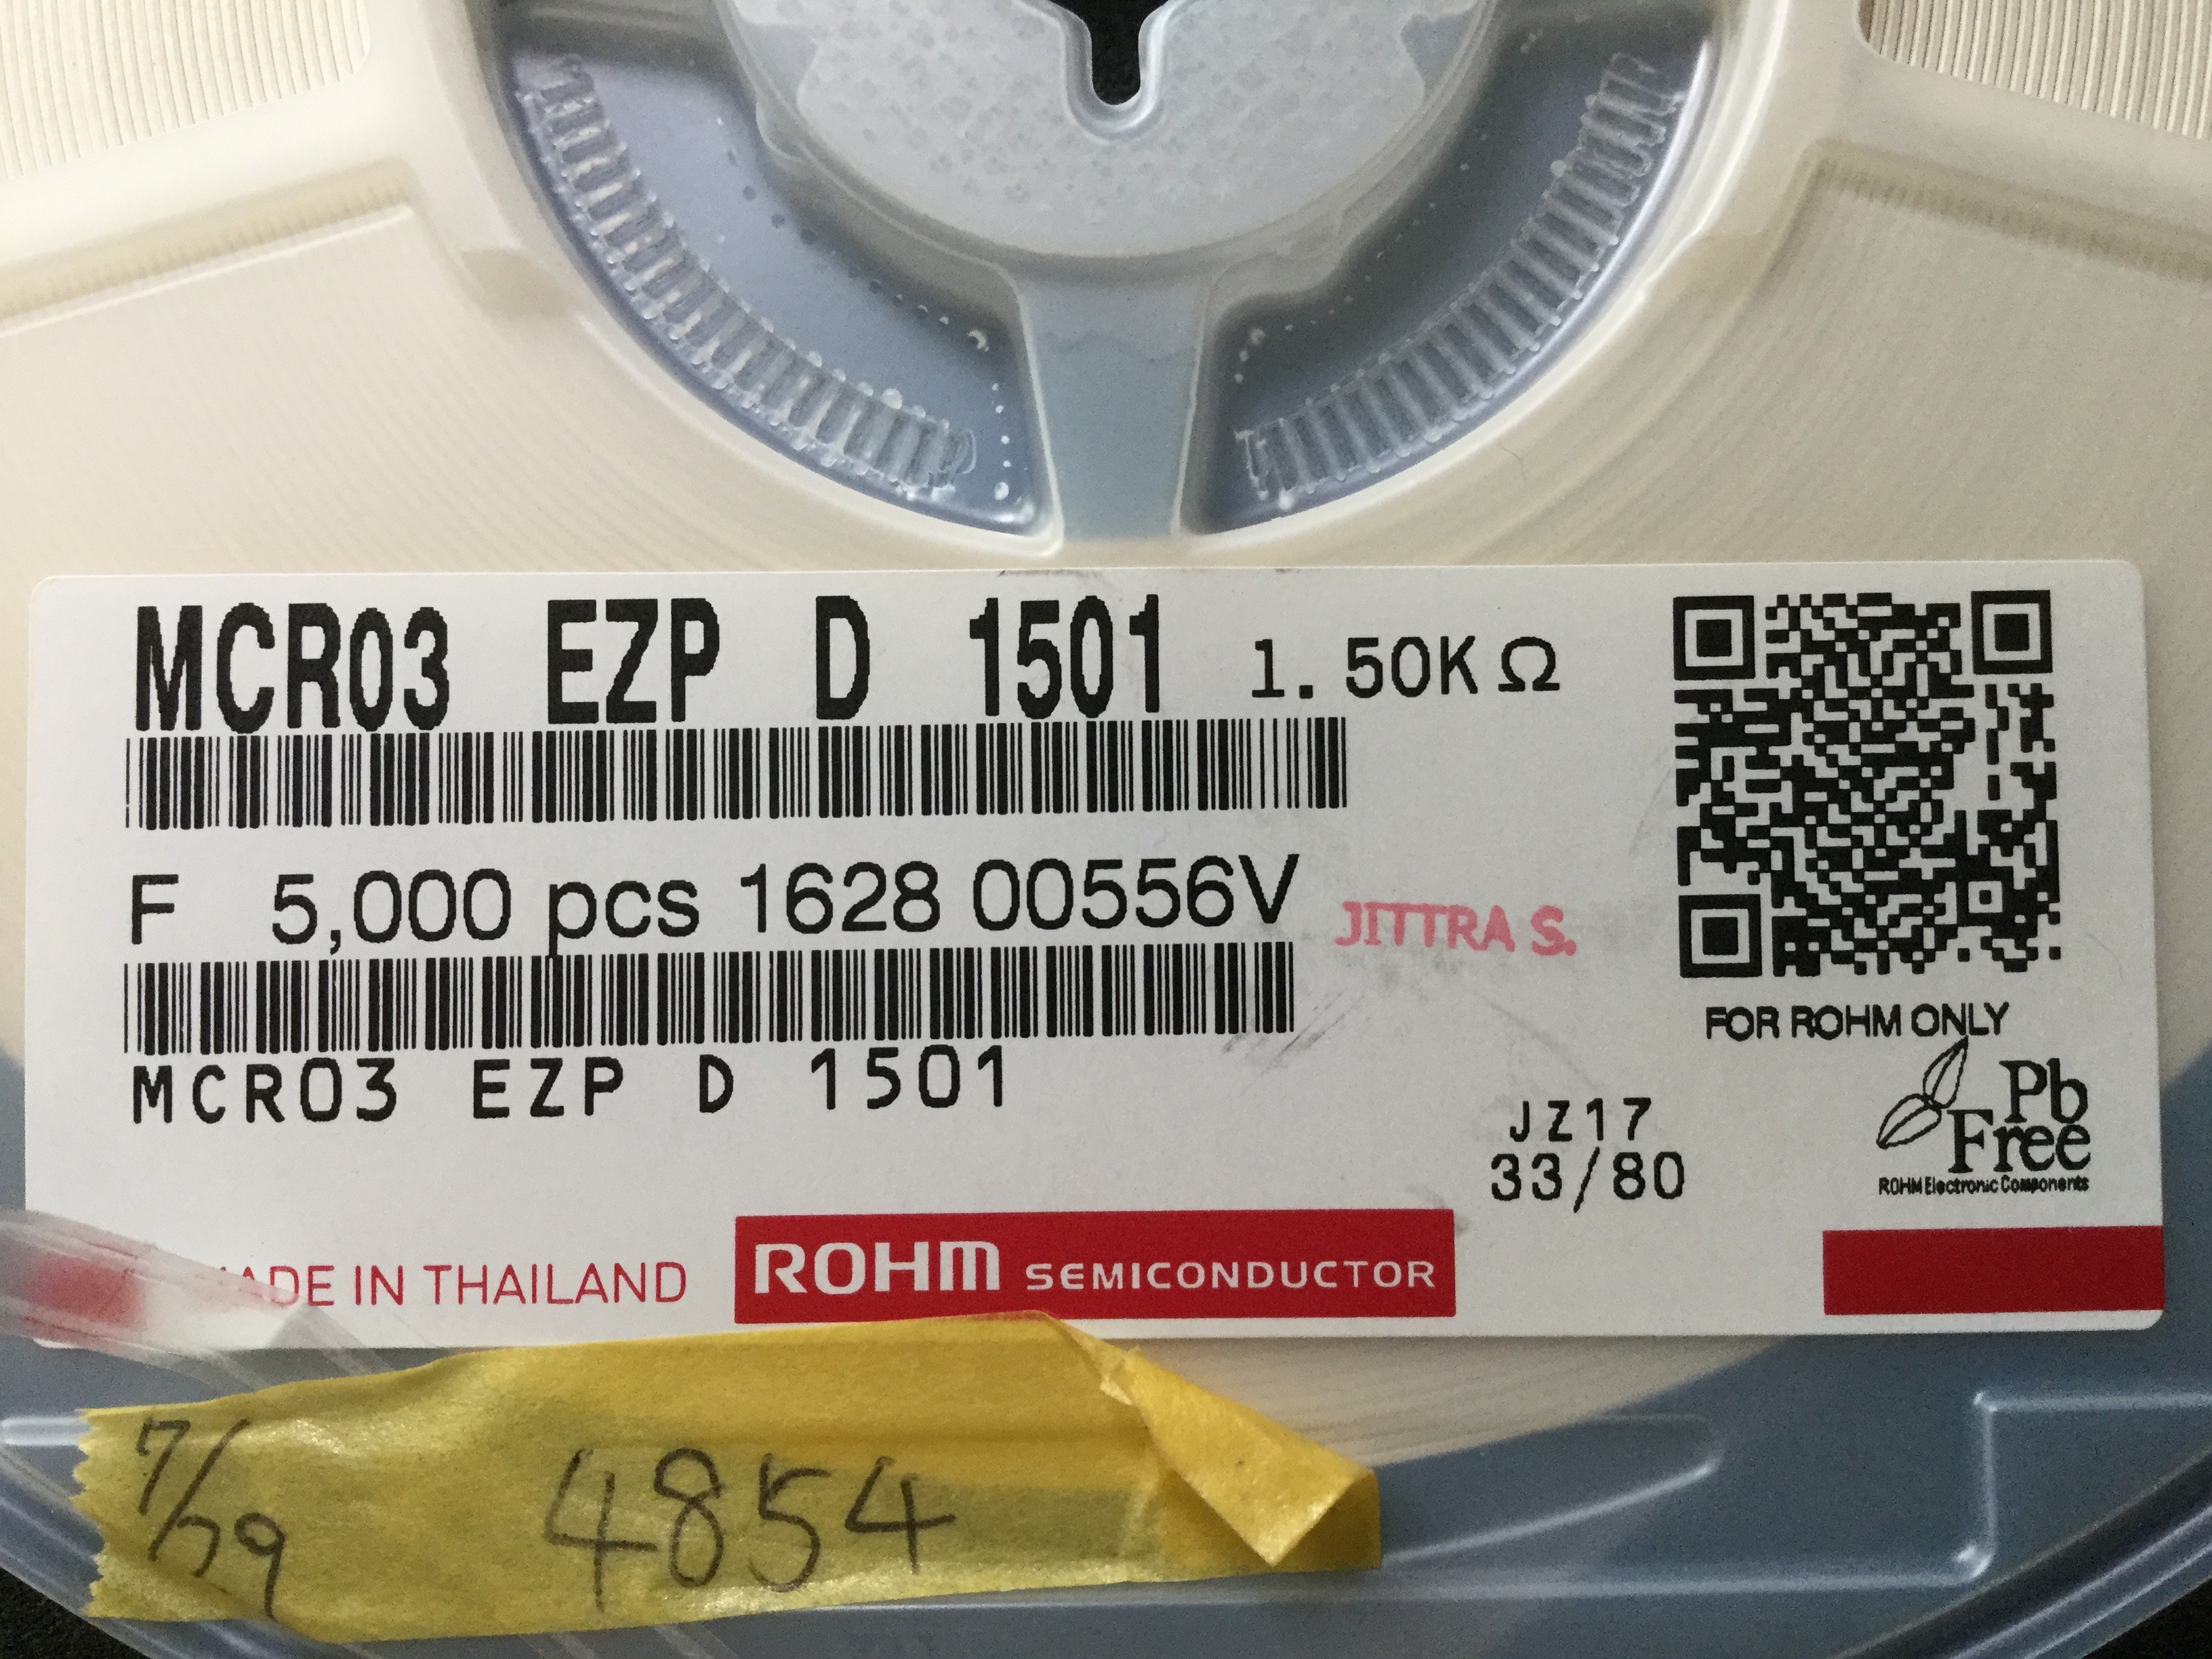 MCR03 EZP D 1501 1.50KΩ
F 5,000 pcs 1628 00556V JITTRA S.
MCR03 EZP D 1501
FOR ROHM ONLY
JZ17
33/80
Pb
Free
ROHM Electronic Components
MADE IN THAILAND
ROHM SEMICONDUCTOR
7/29 4854